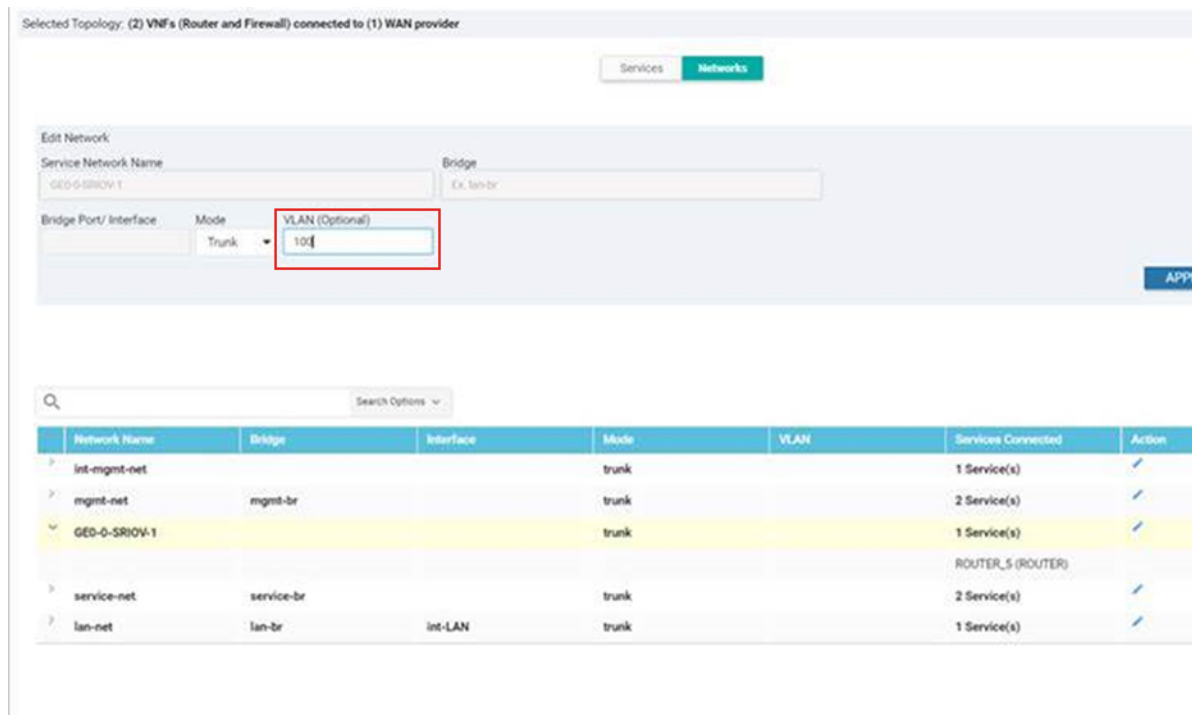 Selected Topology: (2) VNFs (Router and Firewall) connected to (1) WAN provider
Services Networks
Edit Network
Service Network Name Bridge
GE0-0-SRIOV-1 Ex. lan-br
Bridge Port/ Interface Mode VLAN (Optional)
Trunk 100
APP
Search Options
Network Name Bridge Interface Mode VLAN Services Connected Action
int-mgmt-net trunk 1 Service(s)
mgmt-net mgmt-br trunk 2 Service(s)
GE0-0-SRIOV-1 trunk 1 Service(s)
ROUTER_S (ROUTER)
service-net service-br trunk 2 Service(s)
lan-net lan-br int-LAN trunk 1 Service(s)